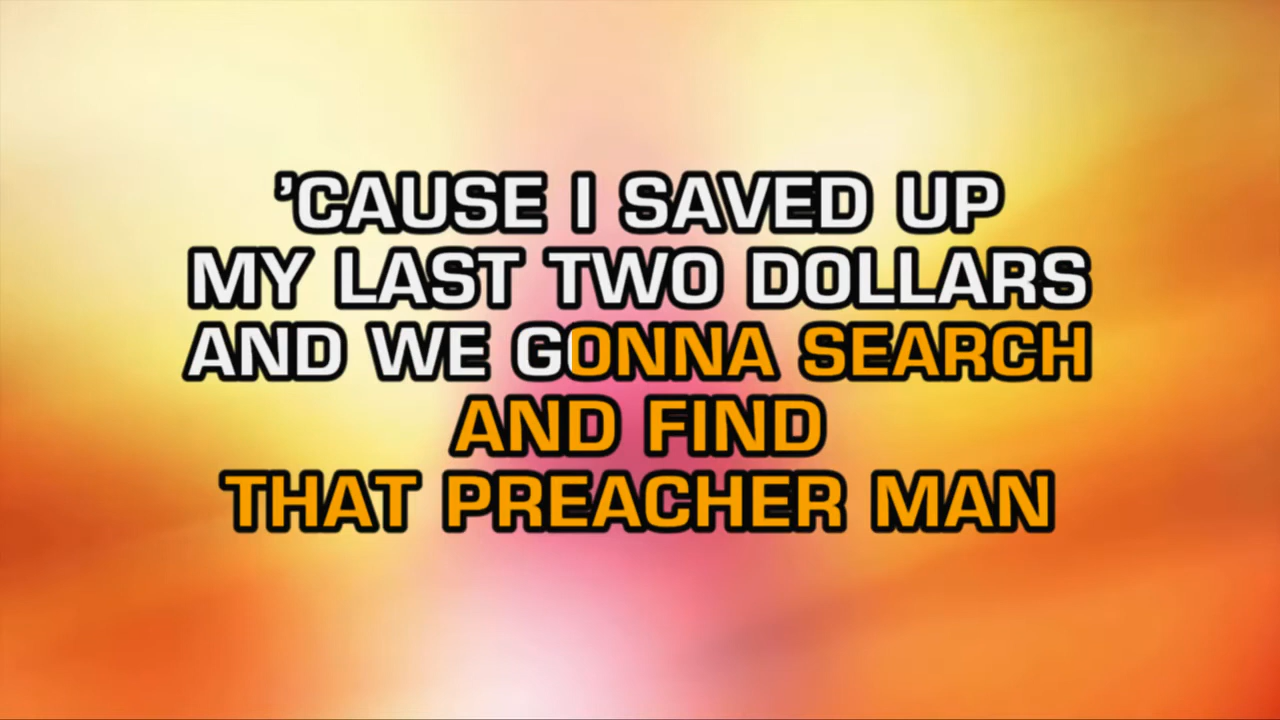 ’CAUSE I SAVED UP
MY LAST TWO DOLLARS
AND WE GONNA SEARCH
AND FIND
THAT PREACHER MAN